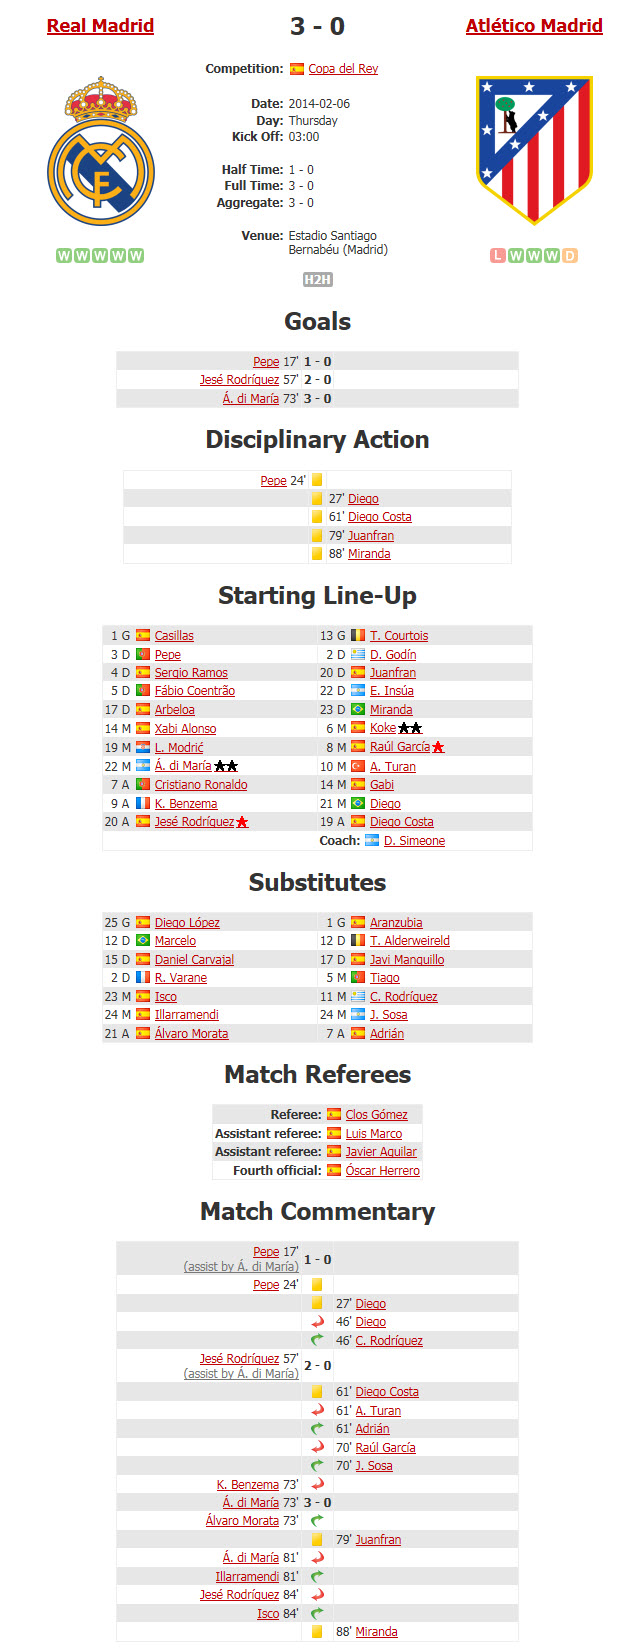 Real Madrid 3 - 0 Atlético Madrid
Competition: Copa del Rey
Date: 2014-02-06
Day: Thursday
Kick Off: 03:00
Half Time: 1 - 0
Full Time: 3 - 0
Aggregate: 3 - 0
Venue: Estadio Santiago
Bernabéu (Madrid)
W W W W W L W W W D
H2H
Goals
Pepe 17' 1 - 0
Jesé Rodríguez 57' 2 - 0
Á. di María 73' 3 - 0
Disciplinary Action
Pepe 24'
27' Diego
61' Diego Costa
79' Juanfran
88' Miranda
Starting Line-Up
1 G Casillas 13 G T. Courtois
3 D Pepe 2 D D. Godín
4 D Sergio Ramos 20 D Juanfran
5 D Fábio Coentrão 22 D E. Insúa
17 D Arbeloa 23 D Miranda
14 M Xabi Alonso 6 M Koke
19 M L. Modrić 8 M Raúl García
22 M Á. di María 10 M A. Turan
7 A Cristiano Ronaldo 14 M Gabi
9 A K. Benzema 21 M Diego
20 A Jesé Rodríguez 19 A Diego Costa
Coach: D. Simeone
Substitutes
25 G Diego López 1 G Aranzubia
12 D Marcelo 12 D T. Alderweireld
15 D Daniel Carvajal 17 D Javi Manquillo
2 D R. Varane 5 M Tiago
23 M Isco 11 M C. Rodríguez
24 M Illarramendi 24 M J. Sosa
21 A Álvaro Morata 7 A Adrián
Match Referees
Referee: Clos Gómez
Assistant referee: Luis Marco
Assistant referee: Javier Aguilar
Fourth official: Óscar Herrero
Match Commentary
Pepe 17' 1 - 0
(assist by Á. di María)
Pepe 24'
27' Diego
46' Diego
46' C. Rodríguez
Jesé Rodríguez 57' 2 - 0
(assist by Á. di María)
61' Diego Costa
61' A. Turan
61' Adrián
70' Raúl García
70' J. Sosa
K. Benzema 73'
Á. di María 73' 3 - 0
Álvaro Morata 73'
79' Juanfran
Á. di María 81'
Illarramendi 81'
Jesé Rodríguez 84'
Isco 84'
88' Miranda